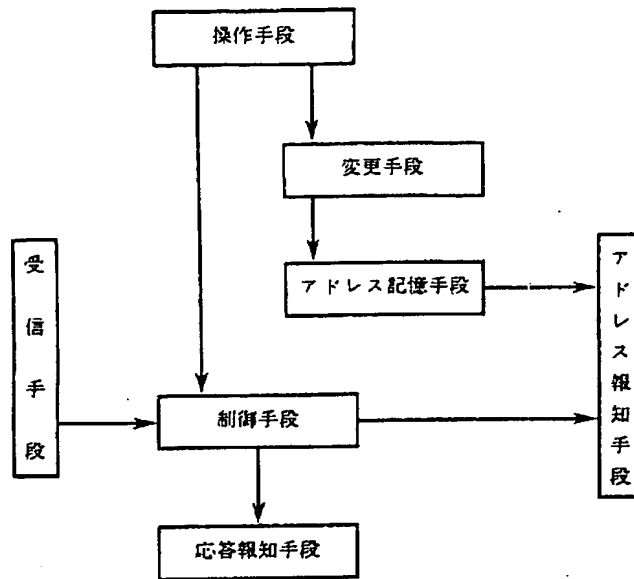 操作手段
変更手段
受信手段
アドレス記憶手段
アドレス報知手段
制御手段
応答報知手段